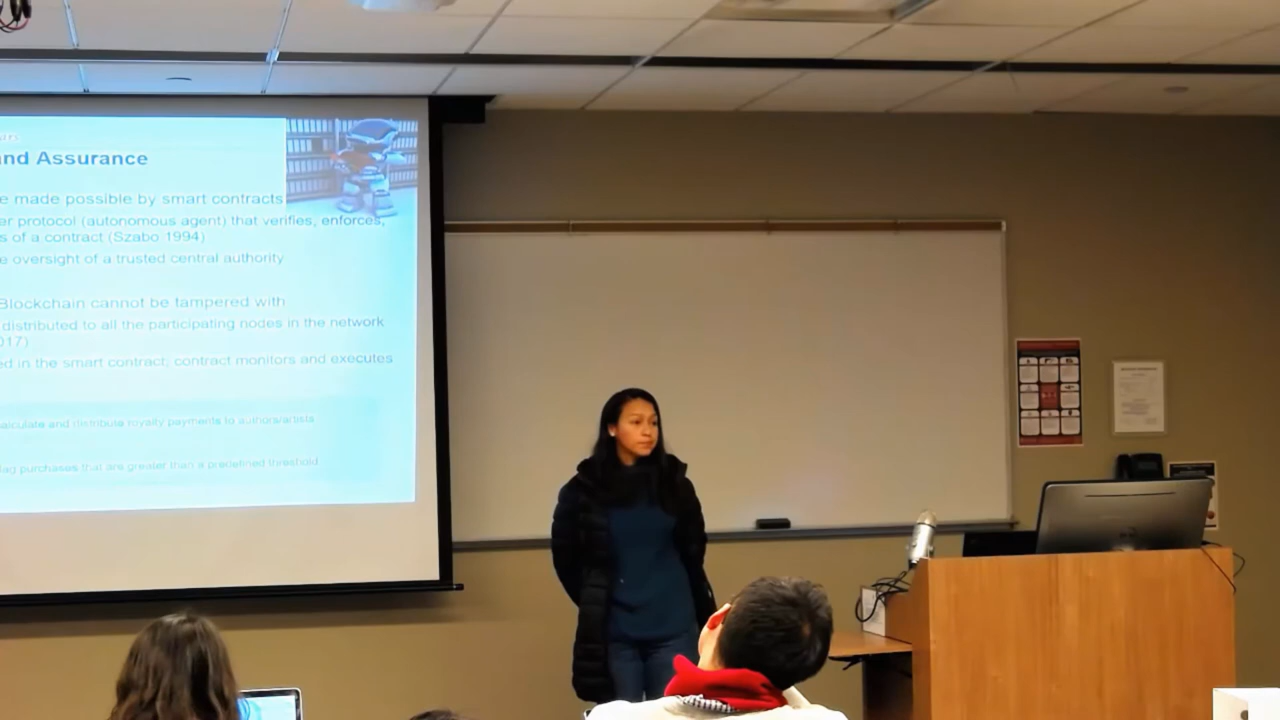 and Assurance
e made possible by smart contracts
er protocol (autonomous agent) that verifies, enforces,
s of a contract (Szabo 1994)
e oversight of a trusted central authority
Blockchain cannot be tampered with
distributed to all the participating nodes in the network
017)
ed in the smart contract; contract monitors and executes
alculate and distribute royalty payments to authors/artists
lag purchases that are greater than a predefined threshold